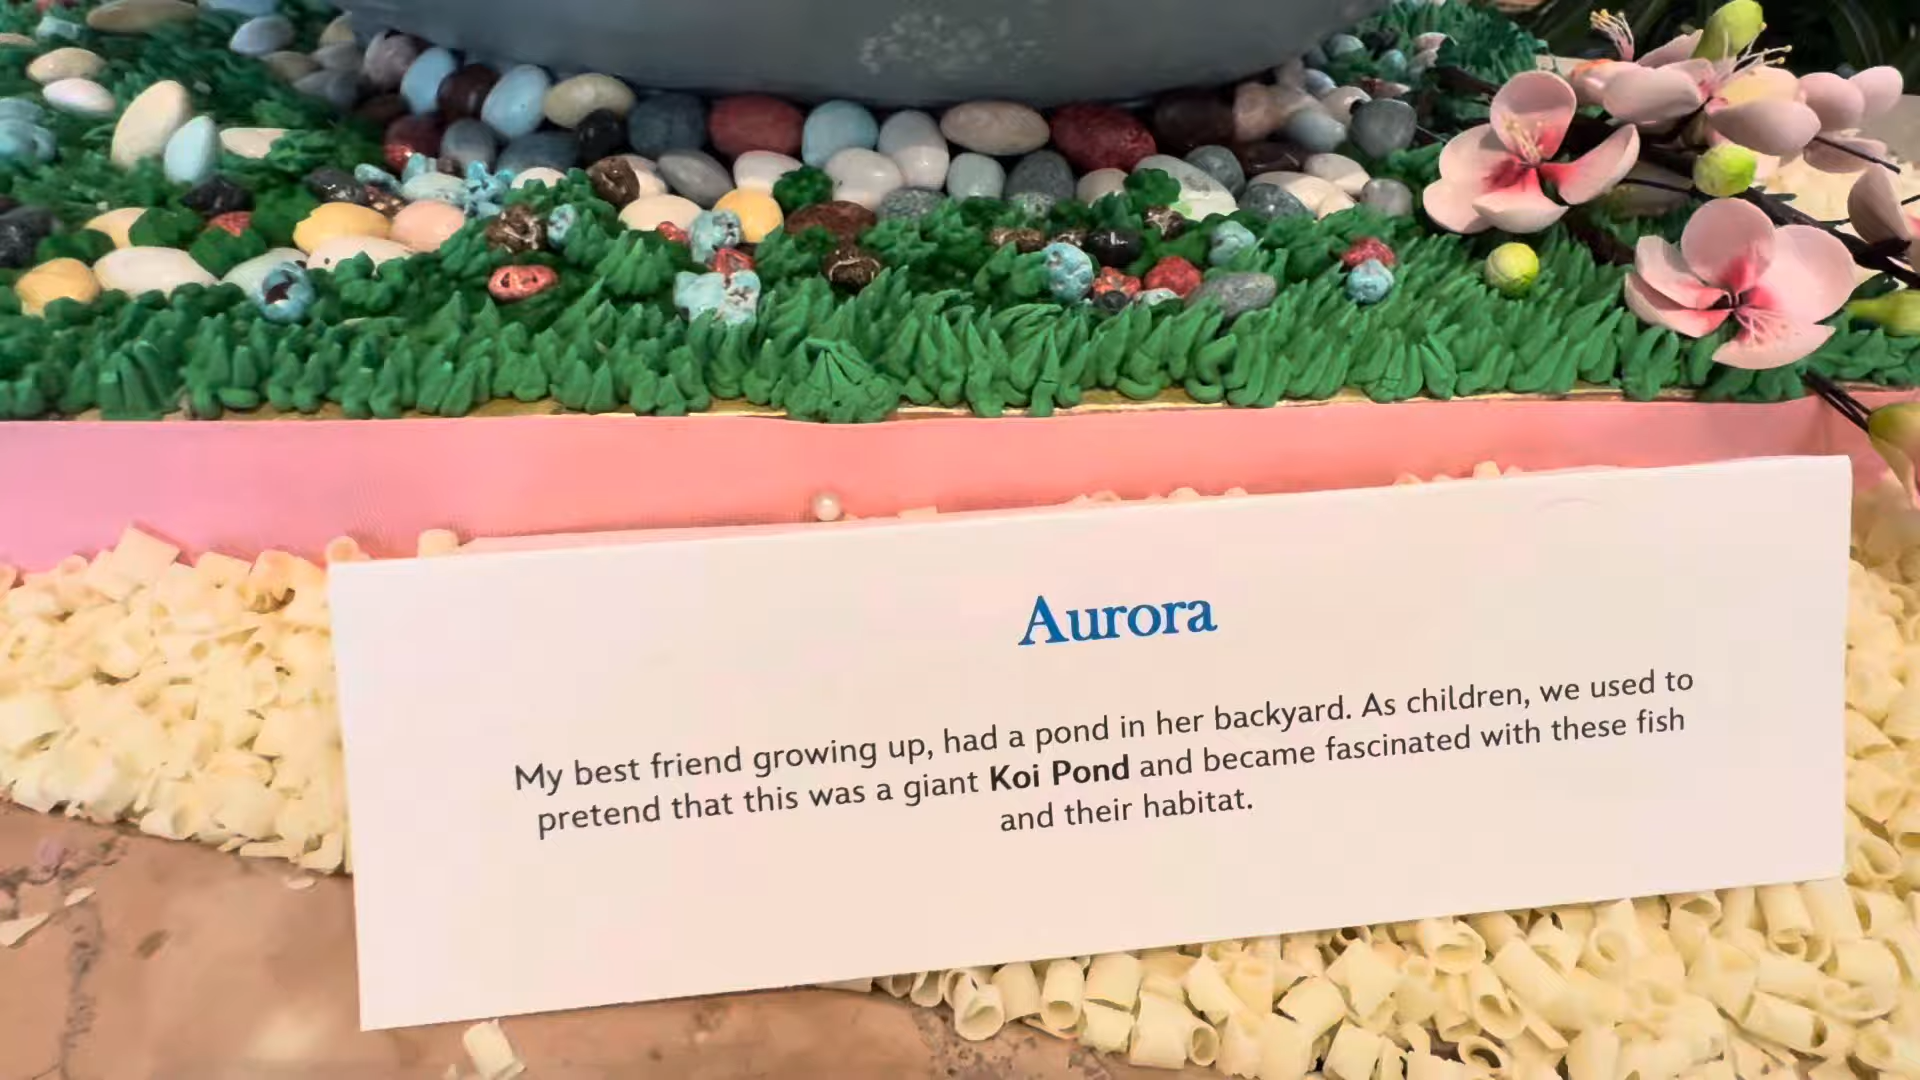 Aurora
My best friend growing up, had a pond in her backyard. As children, we used to
pretend that this was a giant Koi Pond and became fascinated with these fish
and their habitat.